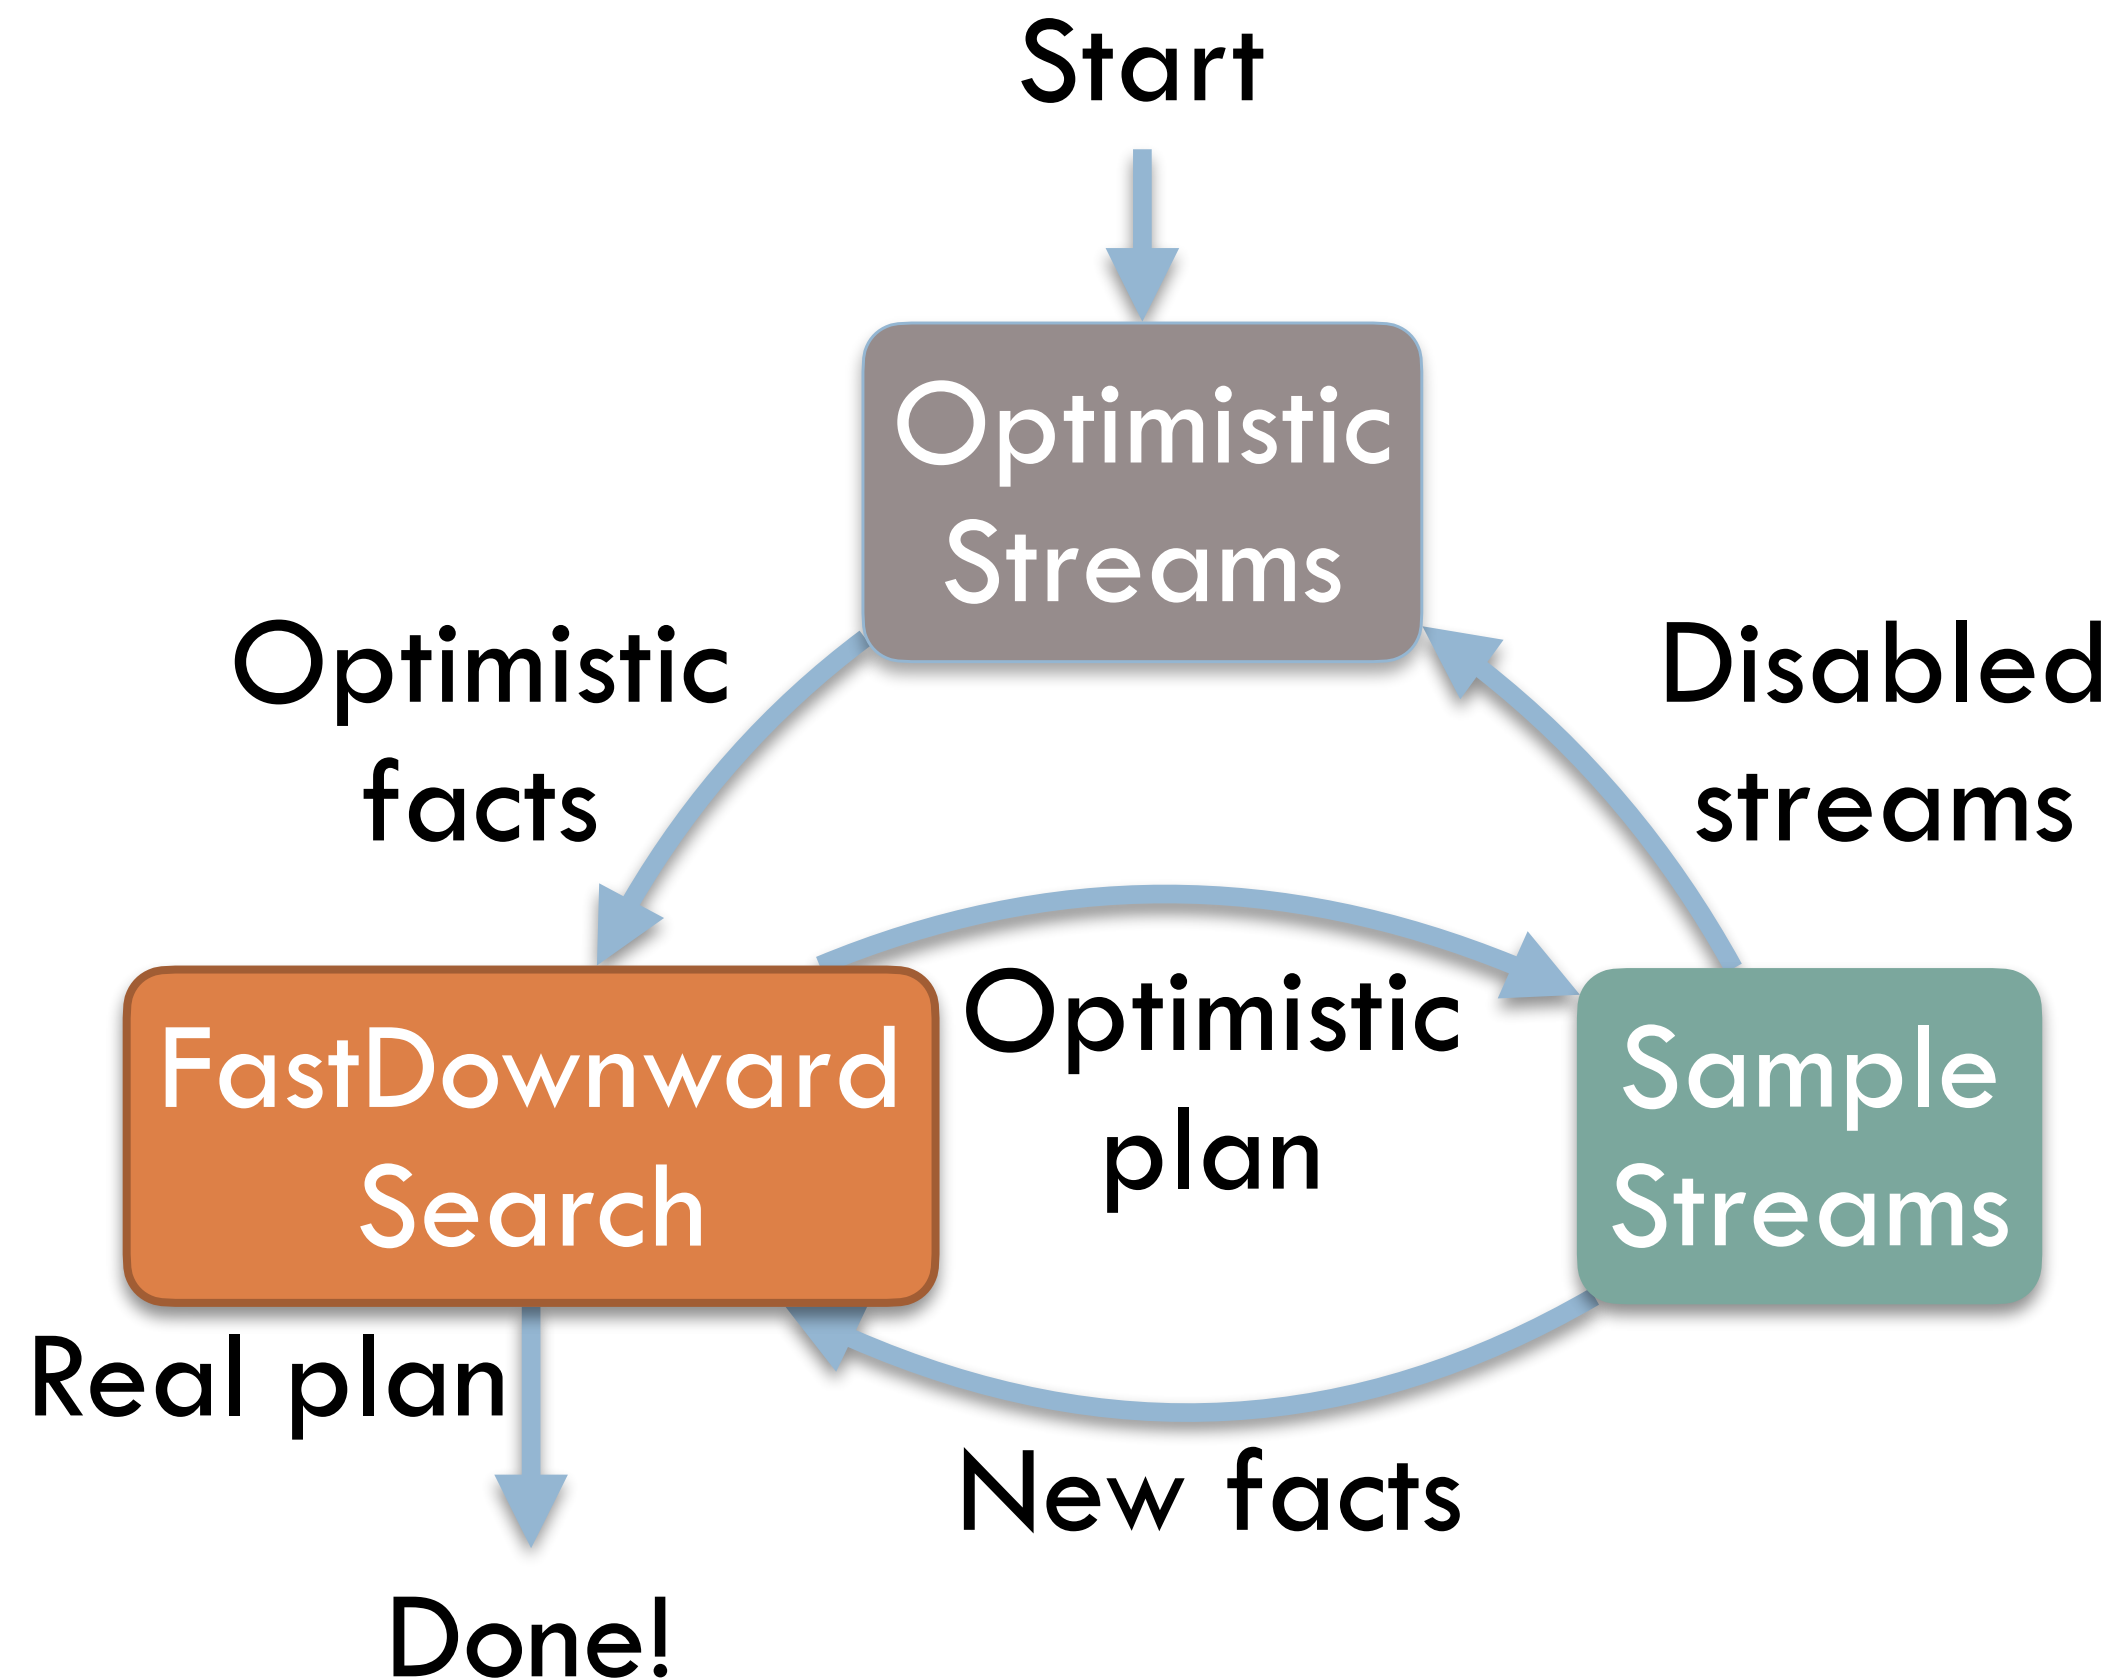 Start
Optimistic
Streams
Optimistic
facts
Disabled
streams
FastDownward
Search
Optimistic
plan
Sample
Streams
Real plan
New facts
Done!